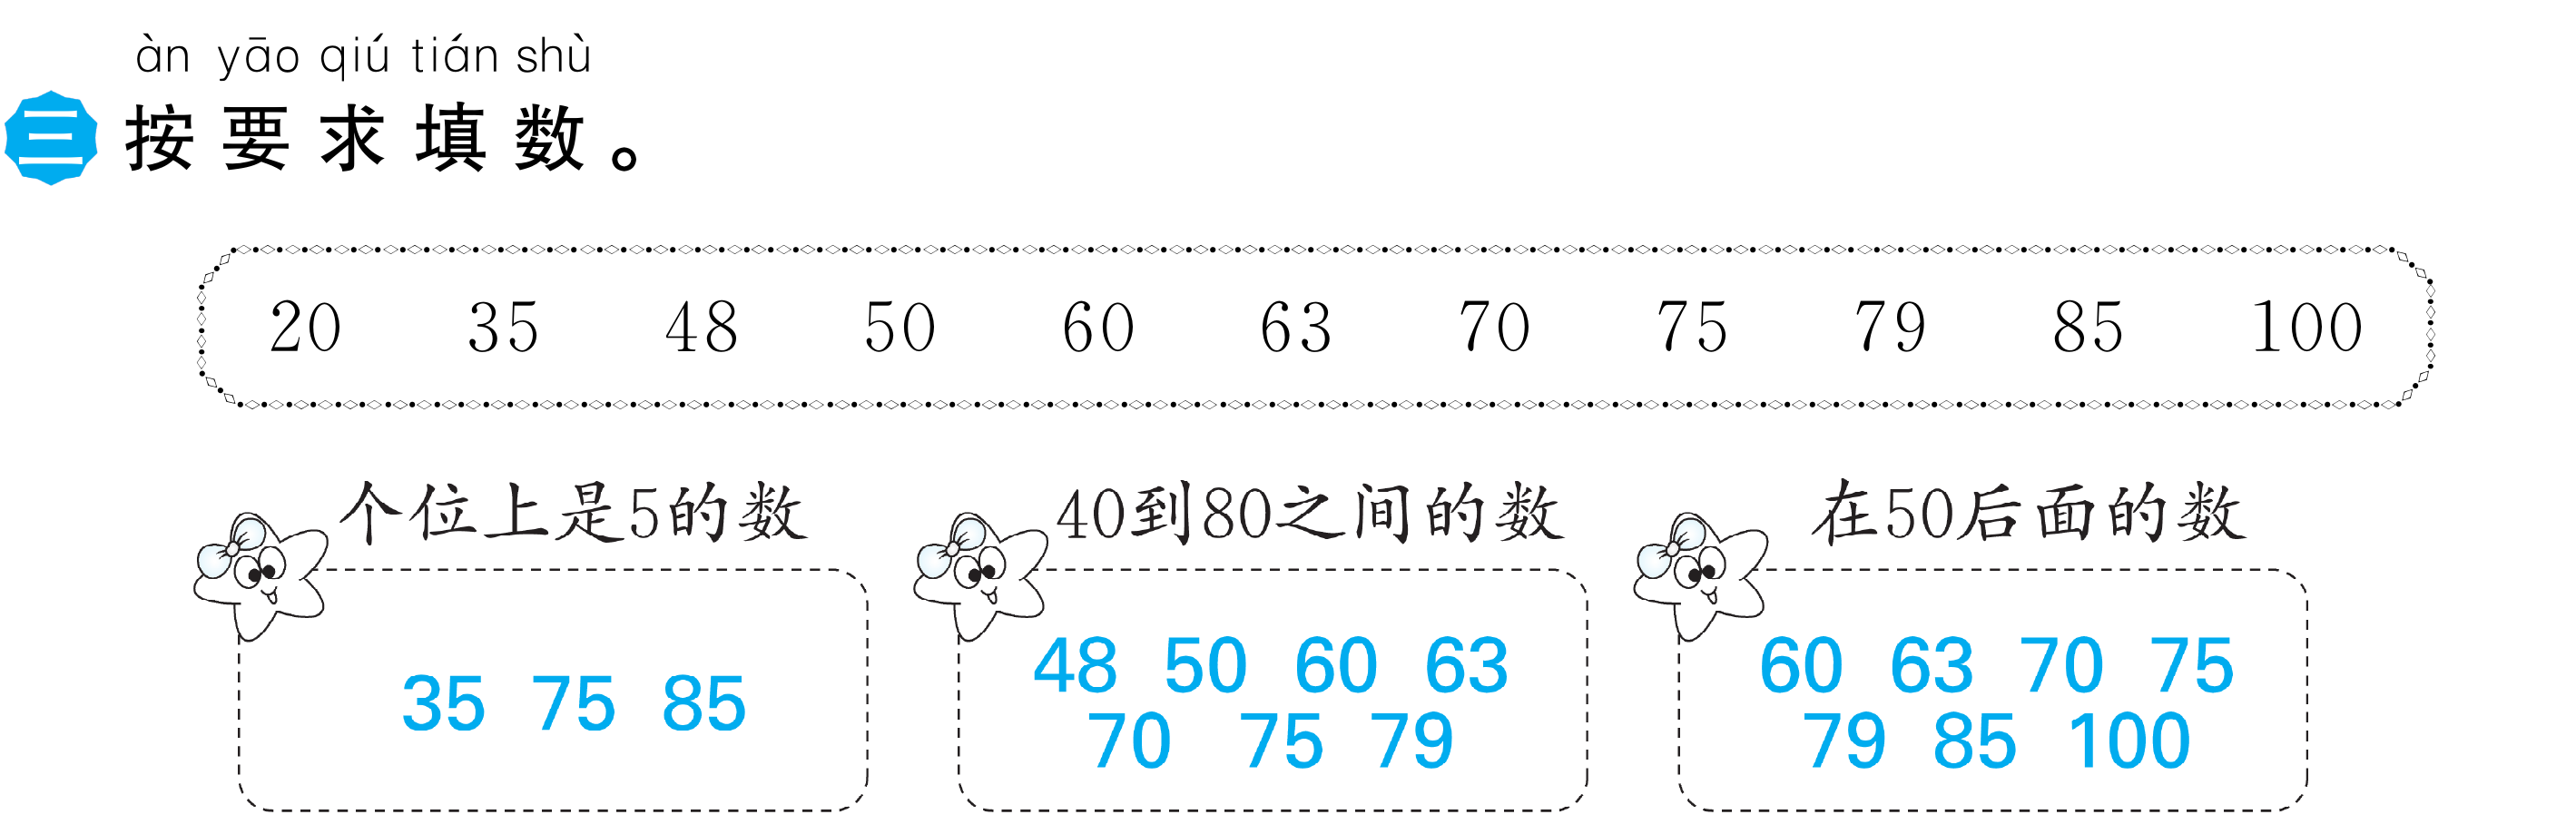 àn yāo qiú tián shù
三 按要求填数。
20 35 48 50 60 63 70 75 79 85 100
个位上是5的数
35 75 85
40到80之间的数
48 50 60 63
70 75 79
在50后面的数
60 63 70 75
79 85 100